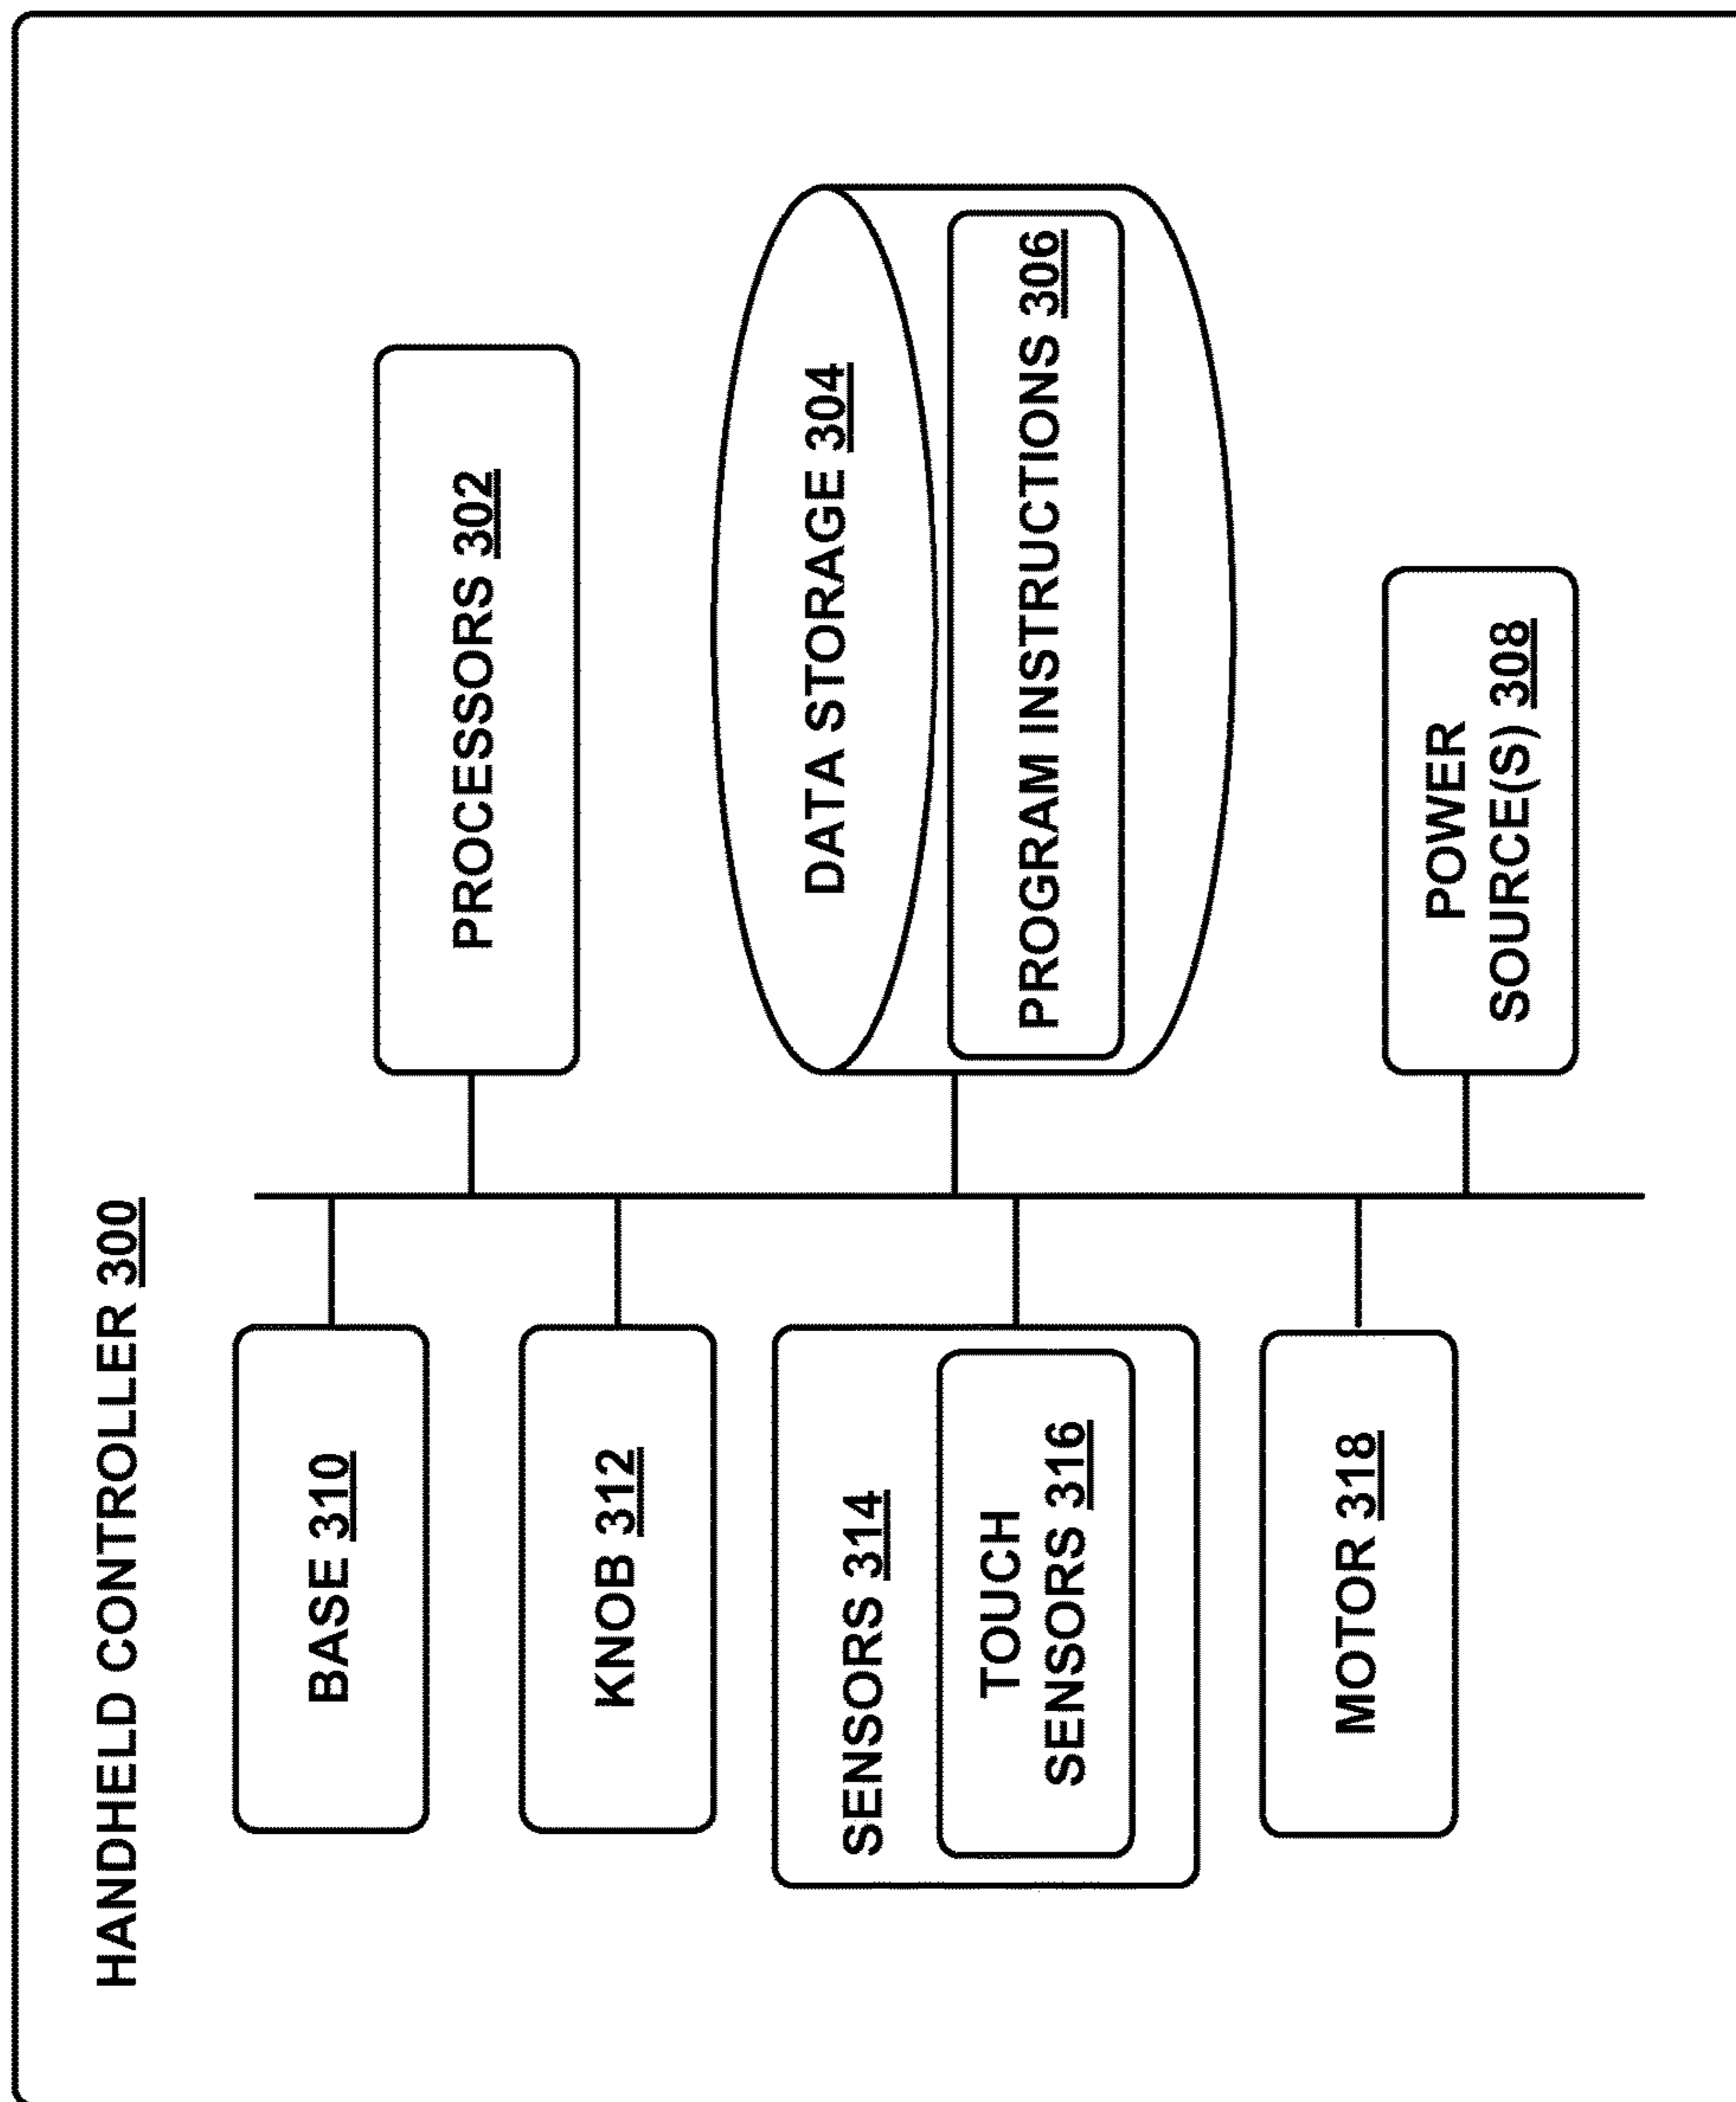 HANDHELD CONTROLLER 300
BASE 310
KNOB 312
SENSORS 314
TOUCH
SENSORS 316
MOTOR 318
PROCESSORS 302
DATA STORAGE 304
PROGRAM INSTRUCTIONS 306
POWER
SOURCE(S) 308